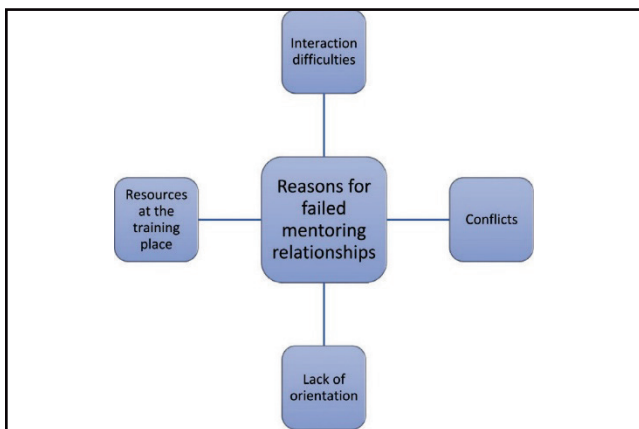 Interaction
difficulties
Resources
at the
training
place
Reasons for
failed
mentoring
relationships
Conflicts
Lack of
orientation